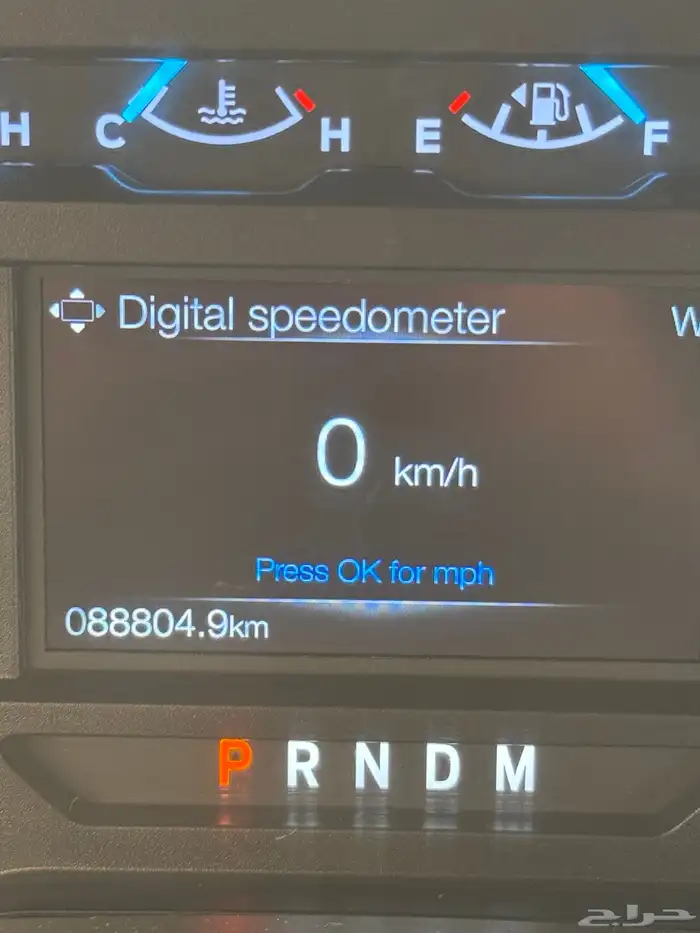 H C H E F
Digital speedometer W
0 km/h
Press OK for mph
088804.9km
P R N D M
حراج